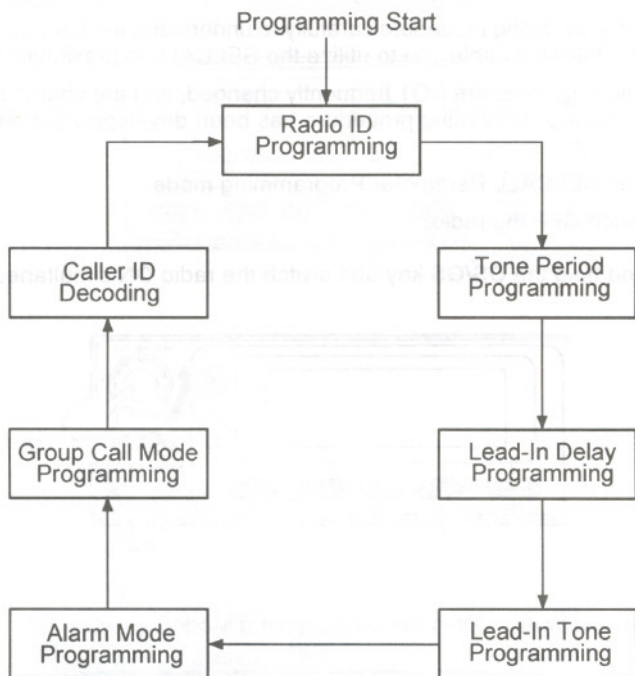 Programming Start
Radio ID
Programming
Tone Period
Programming
Lead-In Delay
Programming
Lead-In Tone
Programming
Alarm Mode
Programming
Group Call Mode
Programming
Caller ID
Decoding